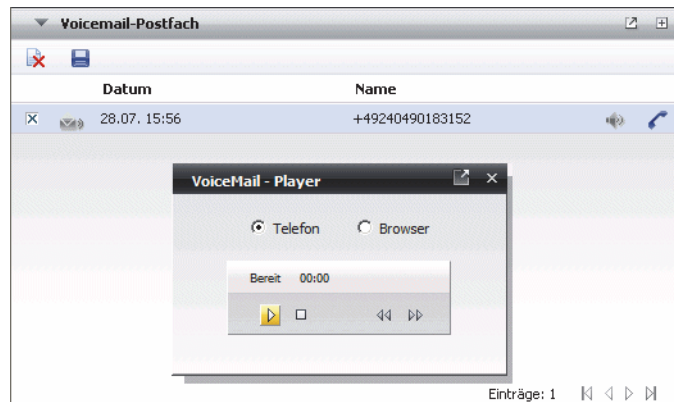 Voicemail-Postfach
Datum Name
28.07. 15:56 +49240490183152
VoiceMail - Player
Telefon Browser
Bereit 00:00
Einträge: 1